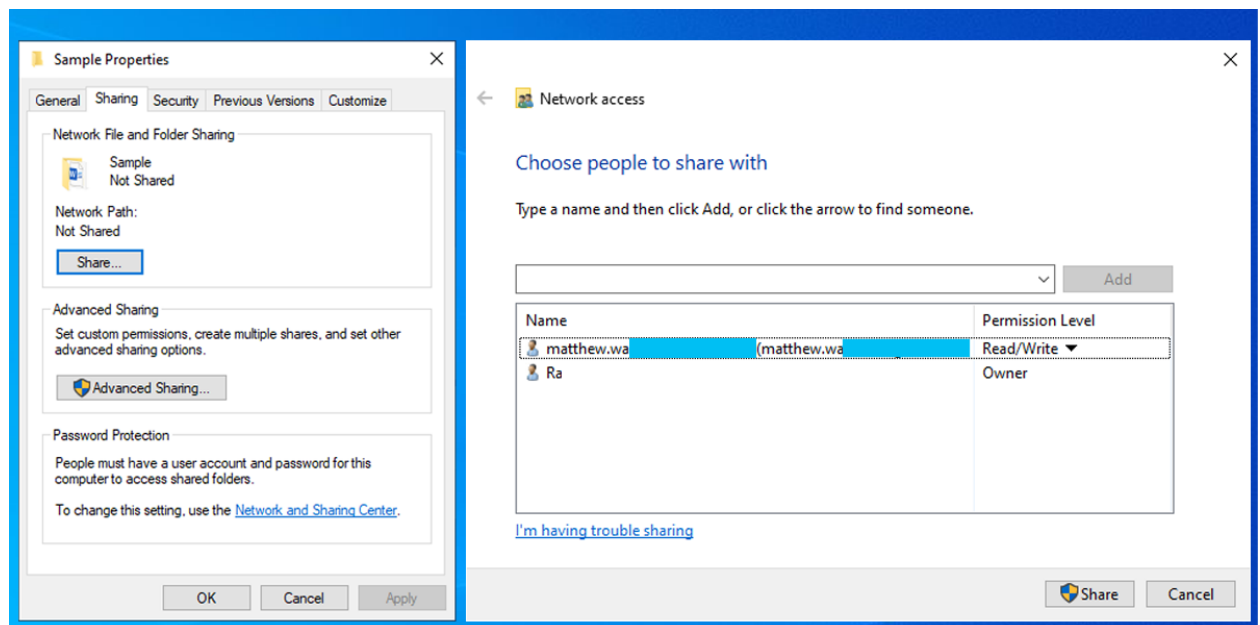 Sample Properties
General Sharing Security Previous Versions Customize
Network File and Folder Sharing
Sample
Not Shared
Network Path:
Not Shared
Share...
Advanced Sharing
Set custom permissions, create multiple shares, and set other
advanced sharing options.
Advanced Sharing...
Password Protection
People must have a user account and password for this
computer to access shared folders.
To change this setting, use the Network and Sharing Center.
OK Cancel Apply
Network access
Choose people to share with
Type a name and then click Add, or click the arrow to find someone.
Add
Name Permission Level
matthew.wa (matthew.wa Read/Write
Ra Owner
I'm having trouble sharing
Share Cancel